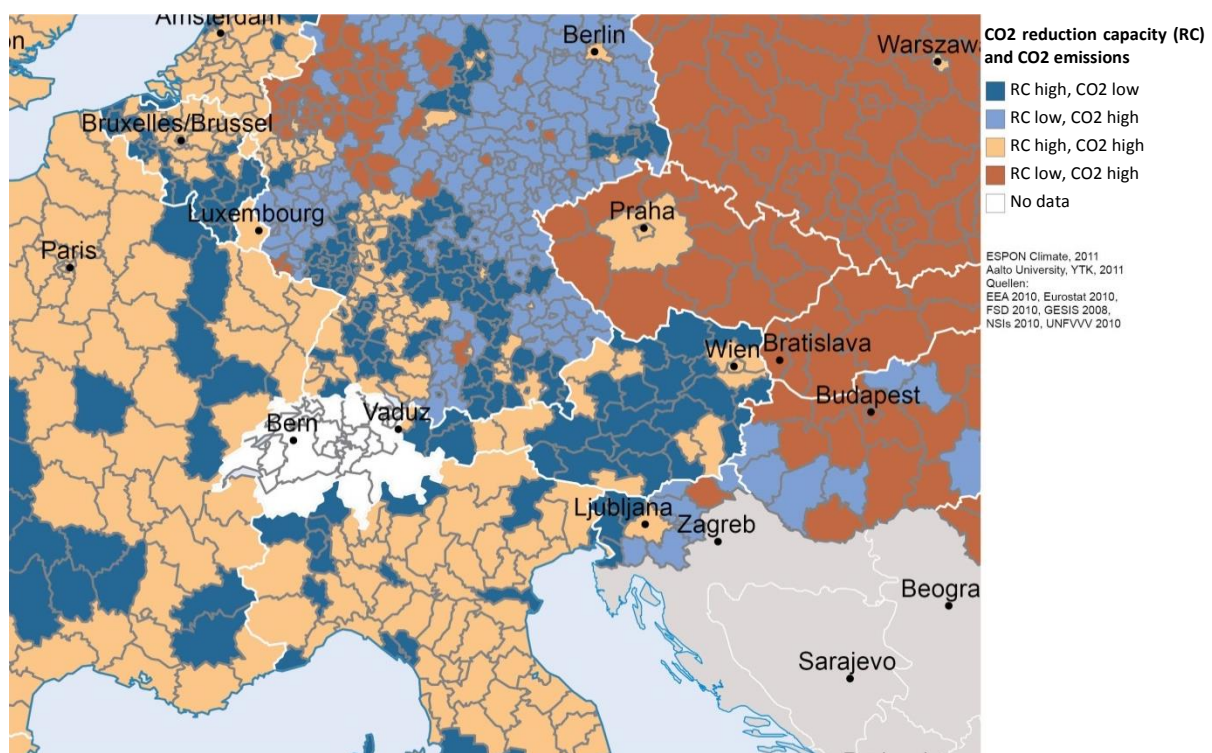 Amsterdam
on
Berlin
Warszawa
Bruxelles/Brussel
Luxembourg
Praha
Paris
Wien
Bratislava
Budapest
Bern
Vaduz
Ljubljana
Zagreb
Beogra
Sarajevo
CO2 reduction capacity (RC)
and CO2 emissions
RC high, CO2 low
RC low, CO2 high
RC high, CO2 high
RC low, CO2 high
No data
ESPON Climate, 2011
Aalto University, YTK, 2011
Quellen:
EEA 2010, Eurostat 2010,
FSD 2010, GESIS 2008,
NSIs 2010, UNFVVV 2010